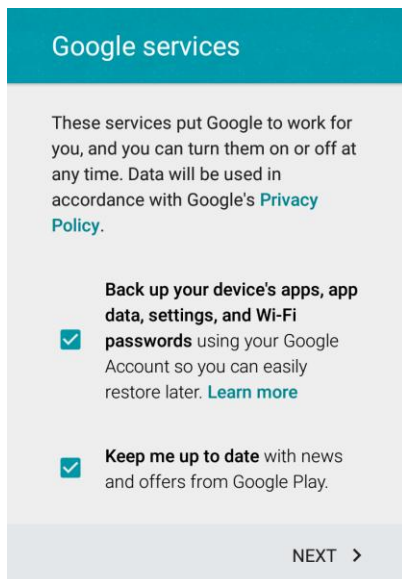 Google services
These services put Google to work for
you, and you can turn them on or off at
any time. Data will be used in
accordance with Google's Privacy
Policy.
Back up your device's apps, app
data, settings, and Wi-Fi
passwords using your Google
Account so you can easily
restore later. Learn more
Keep me up to date with news
and offers from Google Play.
NEXT >